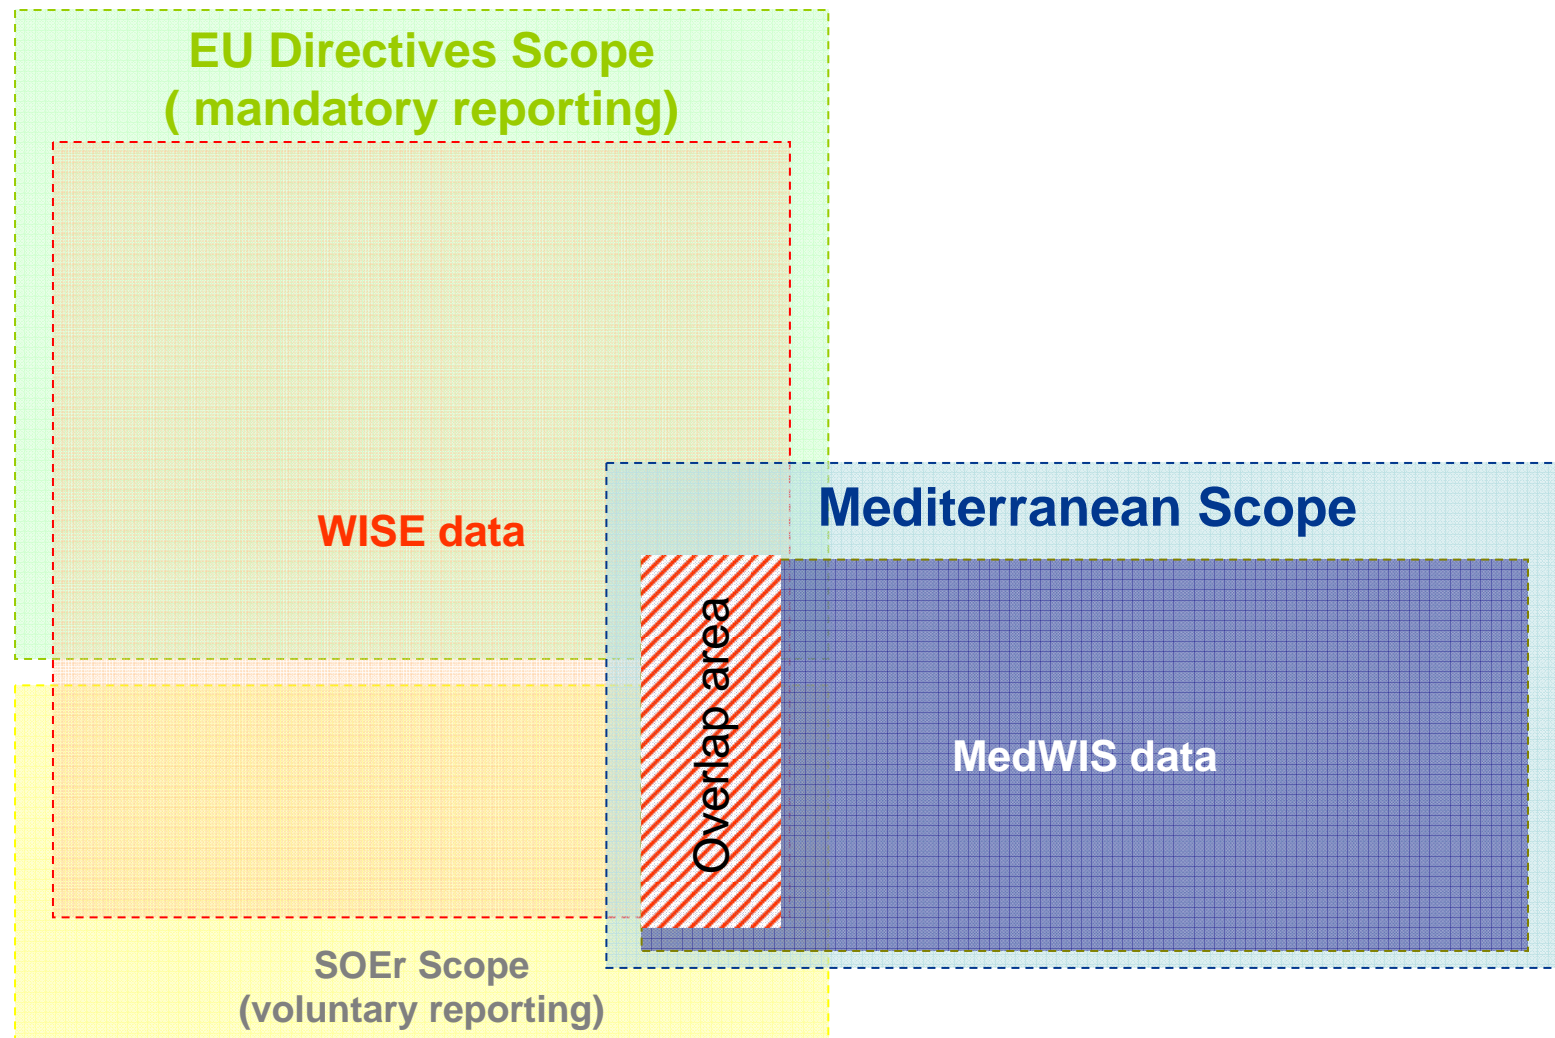 EU Directives Scope
( mandatory reporting)
WISE data
Mediterranean Scope
Overlap area
MedWIS data
SOEr Scope
(voluntary reporting)